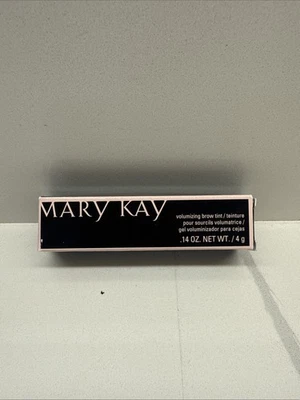 MARY KAY
volumizing brow tint / teinture
pour sourcils volumatrice /
gel voluminizador para cejas
.14 OZ. NET WT. / 4 g